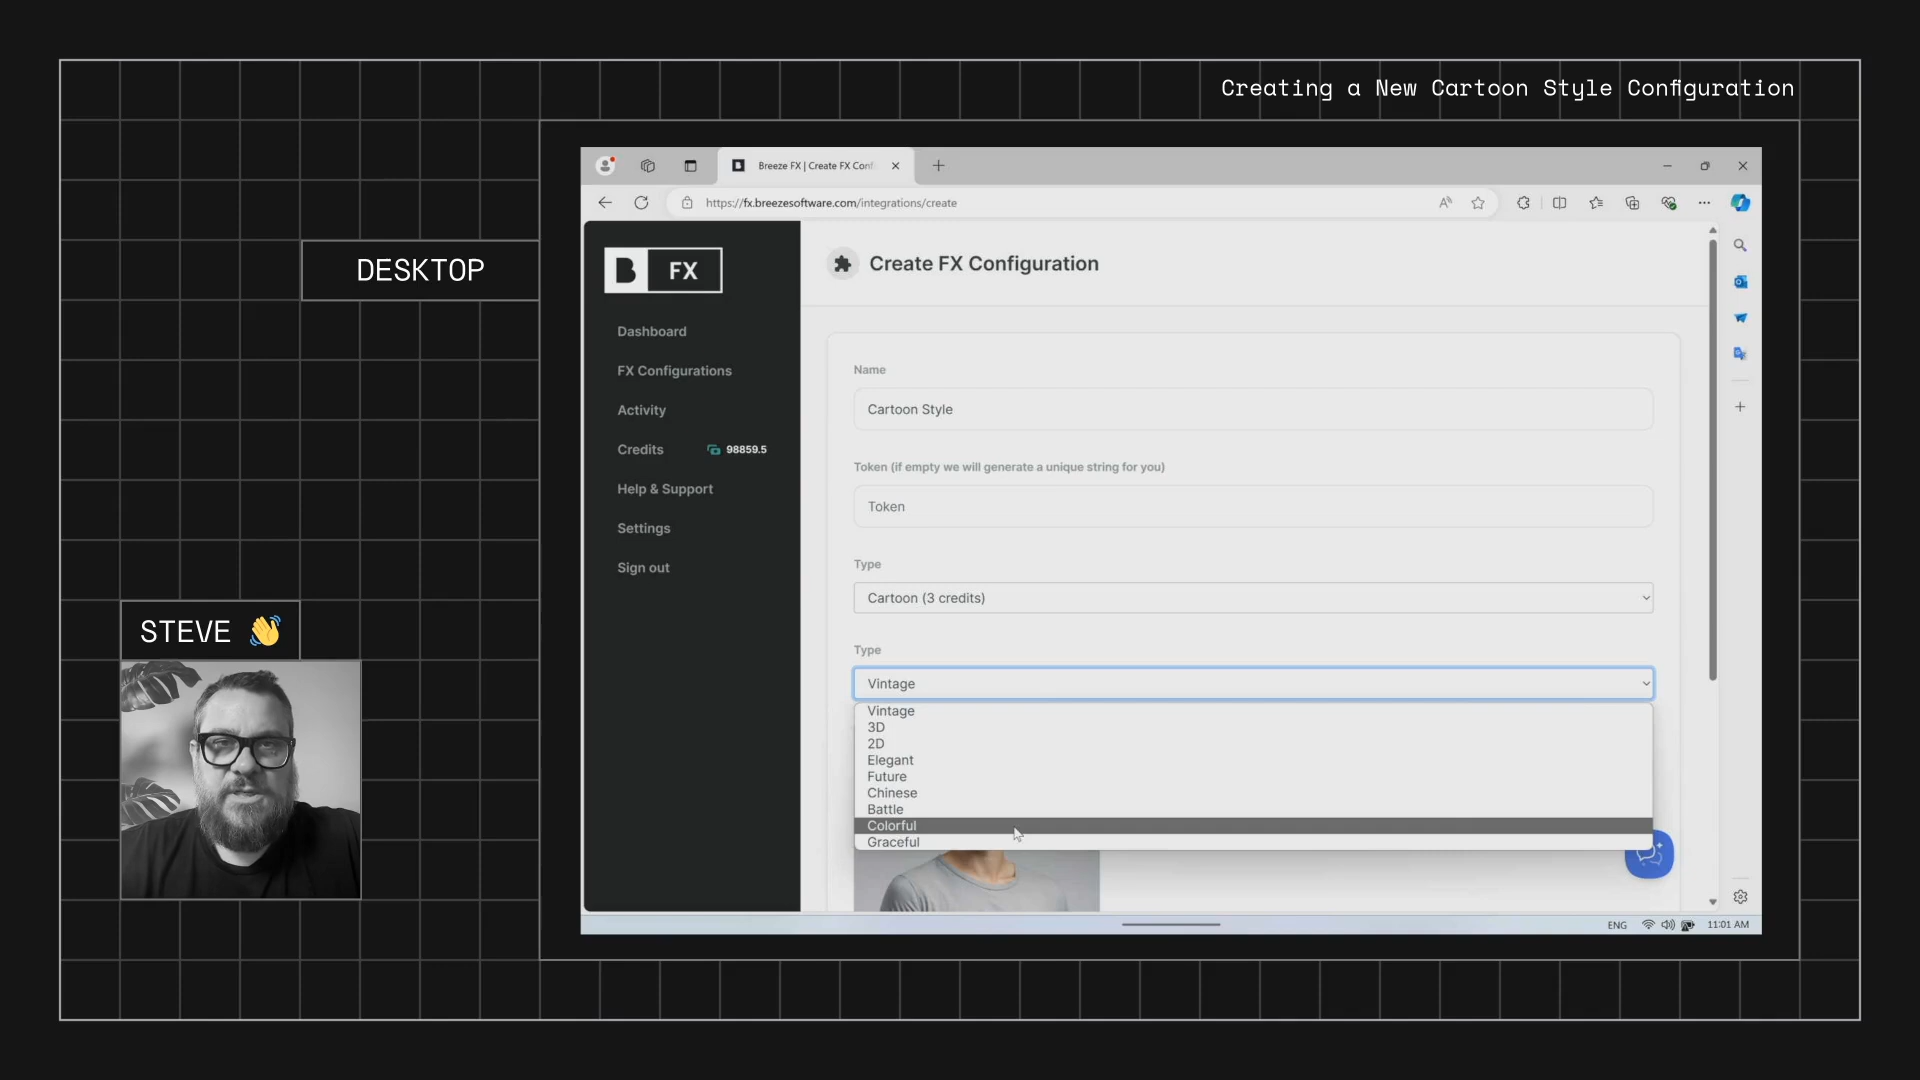 Creating a New Cartoon Style Configuration
Breeze FX | Create FX Conf
https://fx.breezesoftware.com/integrations/create
DESKTOP
B FX
Create FX Configuration
Dashboard
FX Configurations
Activity
Credits 98859.5
Help & Support
Settings
Sign out
Name
Cartoon Style
Token (if empty we will generate a unique string for you)
Token
Type
Cartoon (3 credits)
Type
Vintage
Vintage
3D
2D
Elegant
Future
Chinese
Battle
Colorful
Graceful
STEVE 👋
ENG
11:01 AM